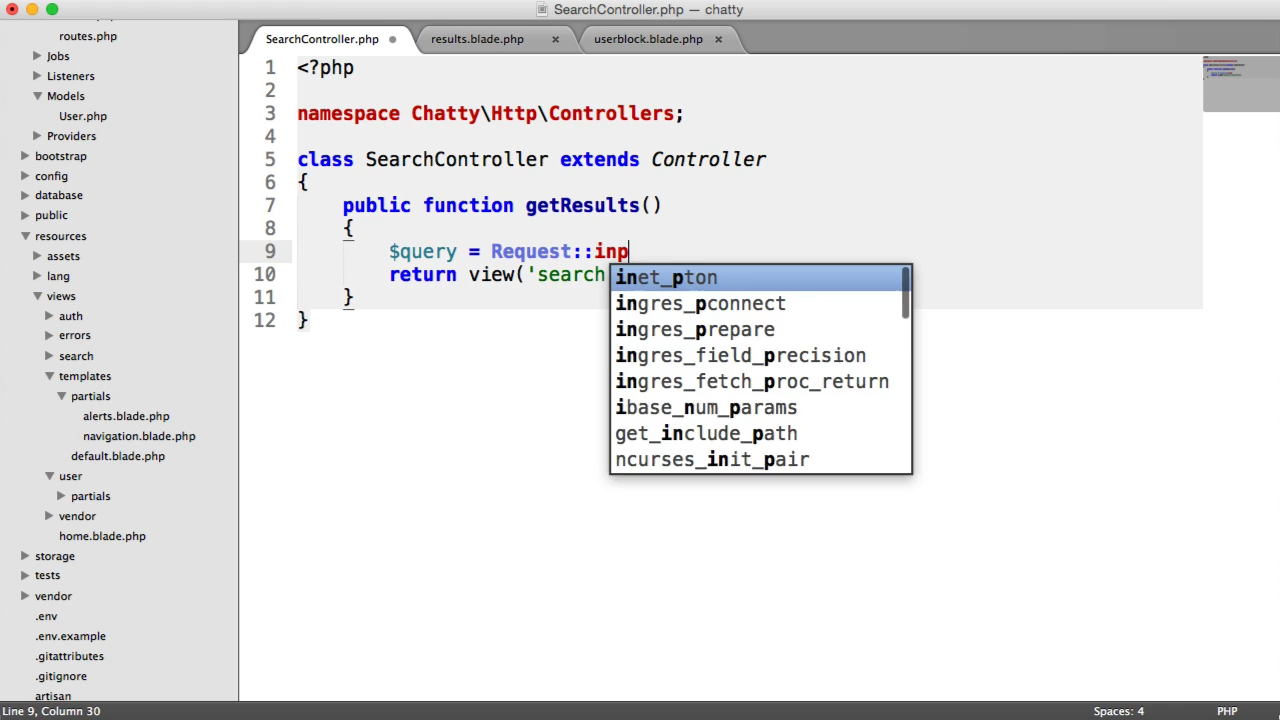 SearchController.php — chatty
routes.php
Jobs
Listeners
Models
User.php
Providers
bootstrap
config
database
public
resources
assets
lang
views
auth
errors
search
templates
partials
alerts.blade.php
navigation.blade.php
default.blade.php
user
partials
vendor
home.blade.php
storage
tests
vendor
.env
.env.example
.gitattributes
.gitignore
artisan
SearchController.php
results.blade.php
userblock.blade.php
1 <?php
2
3 namespace Chatty\Http\Controllers;
4
5 class SearchController extends Controller
6 {
7 public function getResults()
8 {
9 $query = Request::inp
10 return view('search
11 }
12 }
inet_pton
ingres_pconnect
ingres_prepare
ingres_field_precision
ingres_fetch_proc_return
ibase_num_params
get_include_path
ncurses_init_pair
Line 9, Column 30
Spaces: 4
PHP